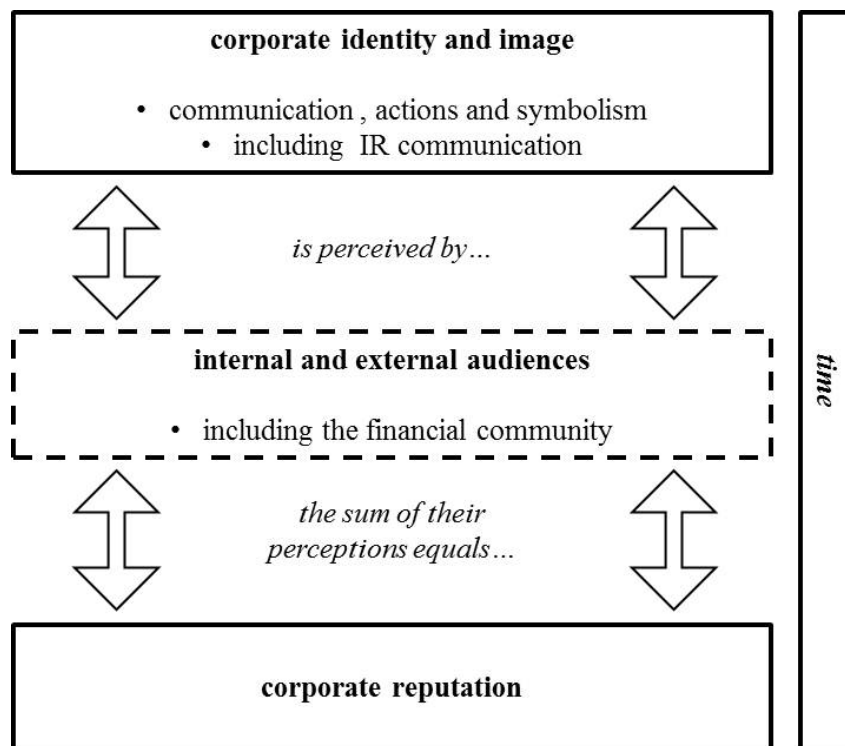 corporate identity and image
• communication , actions and symbolism
• including IR communication
is perceived by…
internal and external audiences
• including the financial community
the sum of their
perceptions equals…
corporate reputation
time